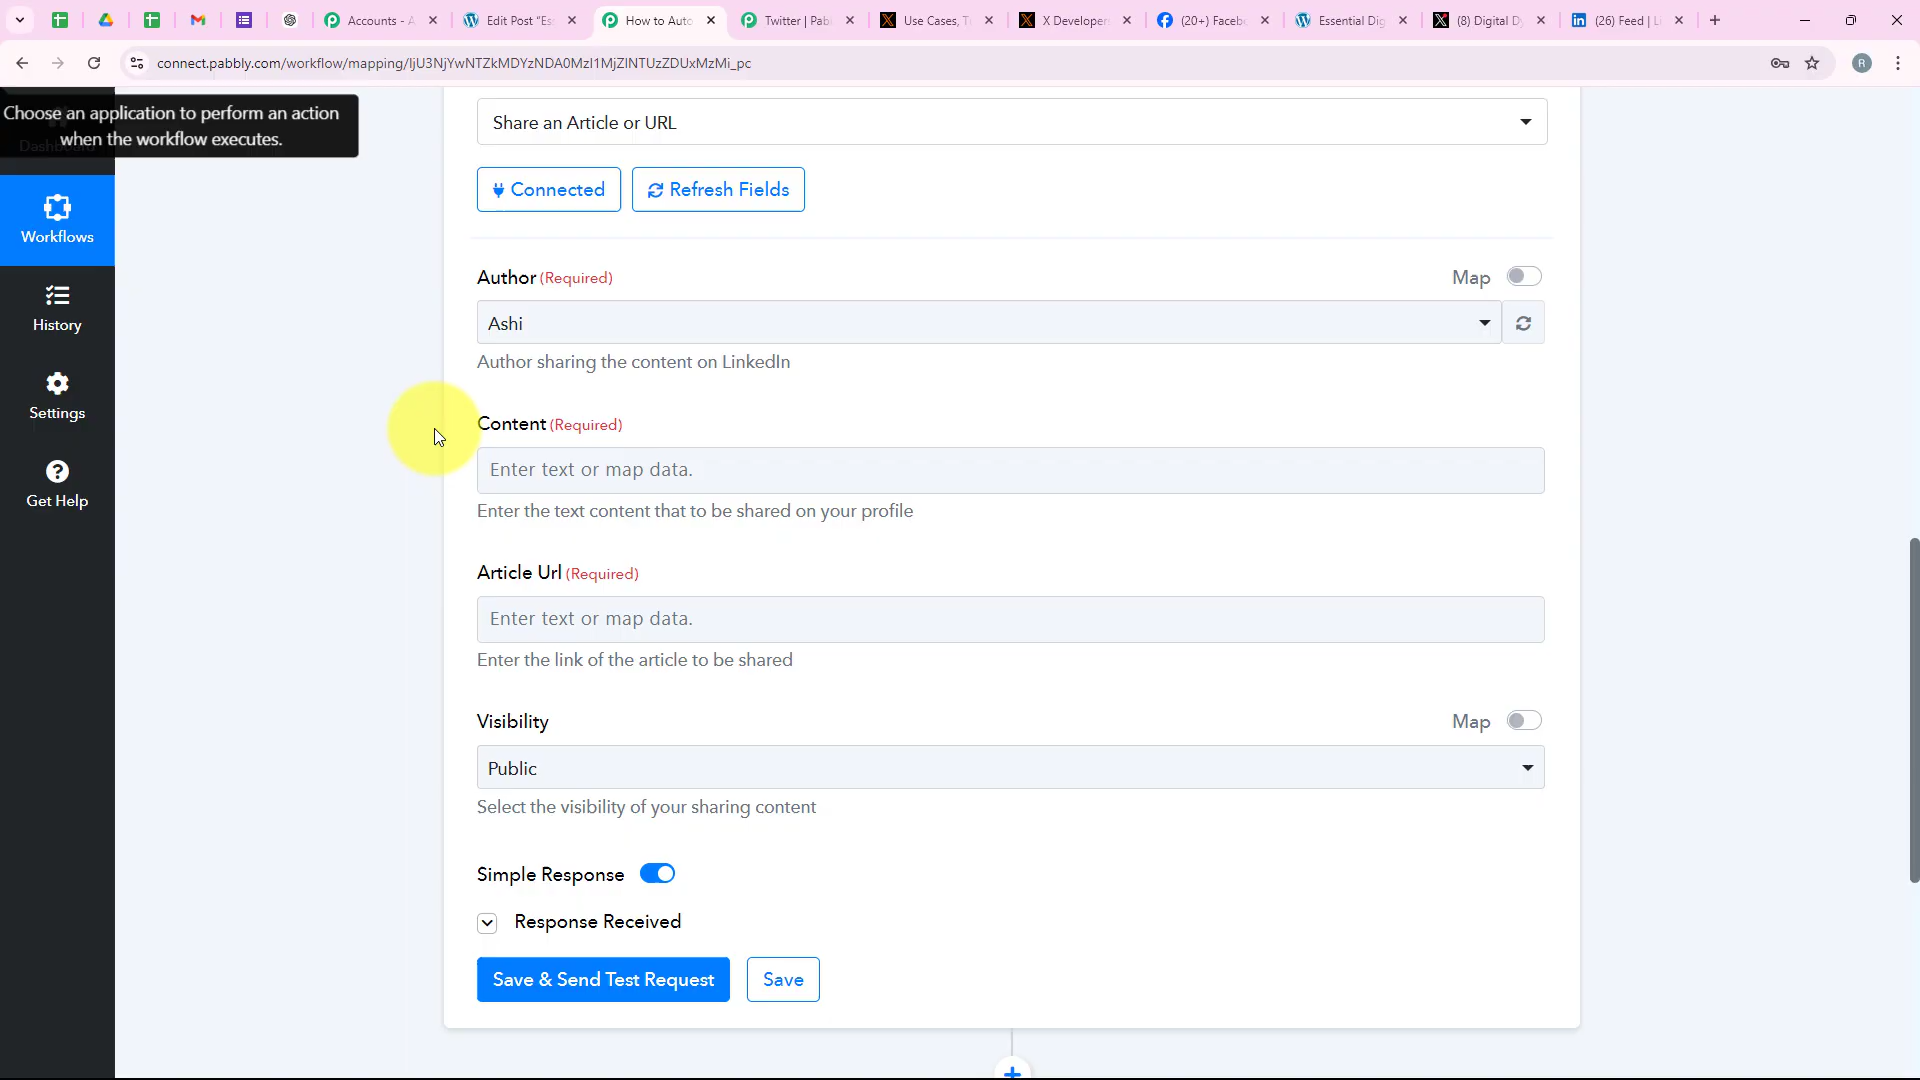 Accounts - A
Edit Post "Es
How to Auto
Twitter | Pab
Use Cases, T
X Developer
(20+) Facebo
Essential Dig
(8) Digital D
(26) Feed | Li
connect.pabbly.com/workflow/mapping/IjU3NjYwNTZkMDYzNDA0MzI1MjZlNTUzZDUxMzMi_pc
R
Choose an application to perform an action
when the workflow executes.
Workflows
History
Settings
Get Help
Share an Article or URL
Connected
Refresh Fields
Author (Required)
Map
Ashi
Author sharing the content on LinkedIn
Content (Required)
Enter text or map data.
Enter the text content that to be shared on your profile
Article Url (Required)
Enter text or map data.
Enter the link of the article to be shared
Visibility
Map
Public
Select the visibility of your sharing content
Simple Response
Response Received
Save & Send Test Request
Save